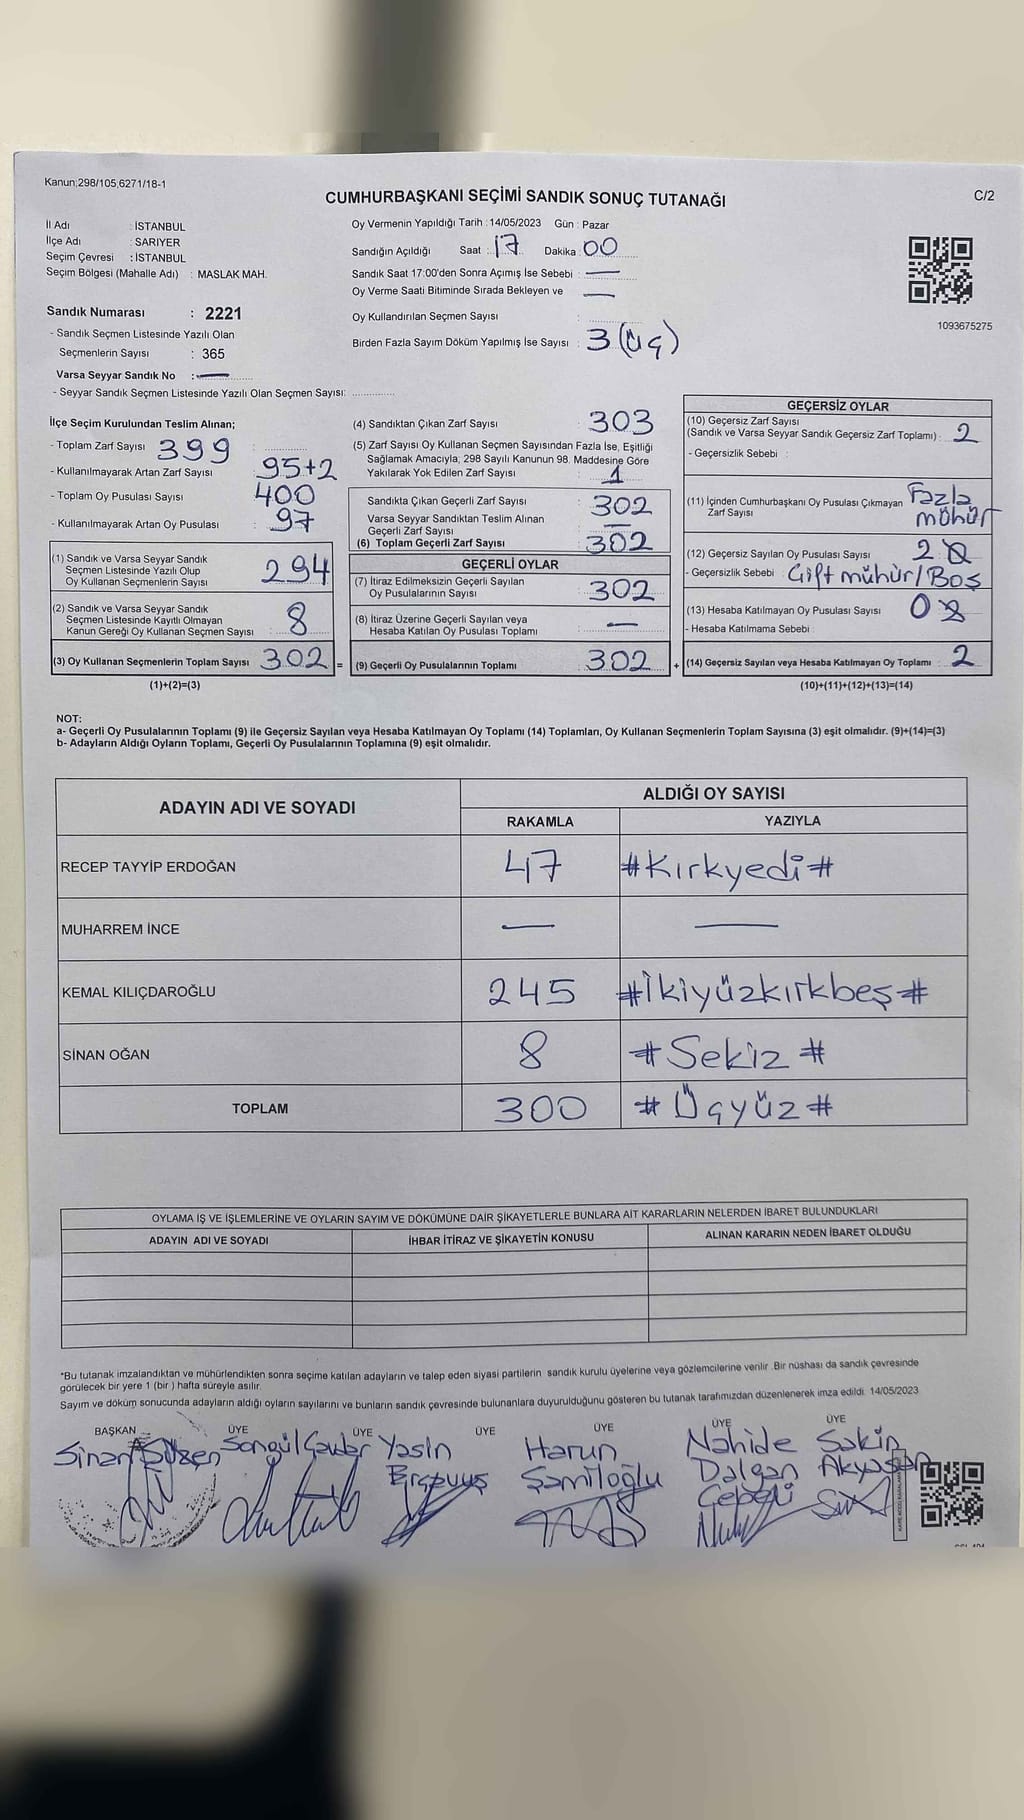 Kanun;298/105,6271/18-1
CUMHURBAŞKANI SEÇİMİ SANDIK SONUÇ TUTANAĞI
C/2
İl Adı : İSTANBUL
İlçe Adı : SARIYER
Seçim Çevresi : İSTANBUL
Seçim Bölgesi (Mahalle Adı) : MASLAK MAH.
Oy Vermenin Yapıldığı Tarih : 14/05/2023 Gün : Pazar
Sandığın Açıldığı Saat : 17 Dakika : 00
Sandık Saat 17:00'den Sonra Açımış İse Sebebi : —
Oy Verme Saati Bitiminde Sırada Bekleyen ve —
Oy Kullandırılan Seçmen Sayısı :
Birden Fazla Sayım Döküm Yapılmış İse Sayısı : 3 (üç)
1093675275
Sandık Numarası : 2221
- Sandık Seçmen Listesinde Yazılı Olan
Seçmenlerin Sayısı : 365
Varsa Seyyar Sandık No : —
- Seyyar Sandık Seçmen Listesinde Yazılı Olan Seçmen Sayısı: ..............
İlçe Seçim Kurulundan Teslim Alınan;
- Toplam Zarf Sayısı 399
- Kullanılmayarak Artan Zarf Sayısı 95+2
- Toplam Oy Pusulası Sayısı 400
- Kullanılmayarak Artan Oy Pusulası : 97
(1) Sandık ve Varsa Seyyar Sandık
Seçmen Listesinde Yazılı Olup
Oy Kullanan Seçmenlerin Sayısı : 294
(2) Sandık ve Varsa Seyyar Sandık
Seçmen Listesinde Kayıtlı Olmayan
Kanun Gereği Oy Kullanan Seçmen Sayısı : 8
(3) Oy Kullanan Seçmenlerin Toplam Sayısı : 302 =
(1)+(2)=(3)
(4) Sandıktan Çıkan Zarf Sayısı : 303
(5) Zarf Sayısı Oy Kullanan Seçmen Sayısından Fazla İse, Eşitliği
Sağlamak Amacıyla; 298 Sayılı Kanunun 98. Maddesine Göre
Yakılarak Yok Edilen Zarf Sayısı : 1
Sandıkta Çıkan Geçerli Zarf Sayısı : 302
Varsa Seyyar Sandıktan Teslim Alınan
Geçerli Zarf Sayısı : —
(6) Toplam Geçerli Zarf Sayısı : 302
GEÇERLİ OYLAR
(7) İtiraz Edilmeksizin Geçerli Sayılan
Oy Pusulalarının Sayısı : 302
(8) İtiraz Üzerine Geçerli Sayılan veya
Hesaba Katılan Oy Pusulası Toplamı : —
(9) Geçerli Oy Pusulalarının Toplamı : 302 +
GEÇERSİZ OYLAR
(10) Geçersiz Zarf Sayısı
(Sandık ve Varsa Seyyar Sandık Geçersiz Zarf Toplamı) : 2
- Geçersizlik Sebebi :
(11) İçinden Cumhurbaşkanı Oy Pusulası Çıkmayan
Zarf Sayısı : Fazla mühür
(12) Geçersiz Sayılan Oy Pusulası Sayısı : 2
- Geçersizlik Sebebi : Çift mühür/Boş
(13) Hesaba Katılmayan Oy Pusulası Sayısı : 0
- Hesaba Katılmama Sebebi :
(14) Geçersiz Sayılan veya Hesaba Katılmayan Oy Toplamı : 2
(10)+(11)+(12)+(13)=(14)
NOT:
a- Geçerli Oy Pusulalarının Toplamı (9) ile Geçersiz Sayılan veya Hesaba Katılmayan Oy Toplamı (14) Toplamları, Oy Kullanan Seçmenlerin Toplam Sayısına (3) eşit olmalıdır. (9)+(14)=(3)
b- Adayların Aldığı Oyların Toplamı, Geçerli Oy Pusulalarının Toplamına (9) eşit olmalıdır.
ADAYIN ADI VE SOYADI
ALDIĞI OY SAYISI
RAKAMLA YAZIYLA
RECEP TAYYİP ERDOĞAN 47 #Kırkyedi#
MUHARREM İNCE — —
KEMAL KILIÇDAROĞLU 245 #İkiyüzkırkbeş#
SİNAN OĞAN 8 #Sekiz#
TOPLAM 300 #Üçyüz#
OYLAMA İŞ VE İŞLEMLERİNE VE OYLARIN SAYIM VE DÖKÜMÜNE DAİR ŞİKAYETLERLE BUNLARA AİT KARARLARIN NELERDEN İBARET BULUNDUKLARI
ADAYIN ADI VE SOYADI İHBAR İTİRAZ VE ŞİKAYETİN KONUSU ALINAN KARARIN NEDEN İBARET OLDUĞU
*Bu tutanak imzalandıktan ve mühürlendikten sonra seçime katılan adayların ve talep eden siyasi partilerin sandık kurulu üyelerine veya gözlemcilerine verilir. Bir nüshası da sandık çevresinde
görülecek bir yere 1 (bir) hafta süreyle asılır.
Sayım ve döküm sonucunda adayların aldığı oyların sayılarını ve bunların sandık çevresinde bulunanlara duyurulduğunu gösteren bu tutanak tarafımızdan düzenlenerek imza edildi. 14/05/2023
BAŞKAN ÜYE ÜYE ÜYE ÜYE ÜYE ÜYE
Sinan Songül Yasin Harun Nahide Sakin
Şamiloğlu Dalgan Akyasan